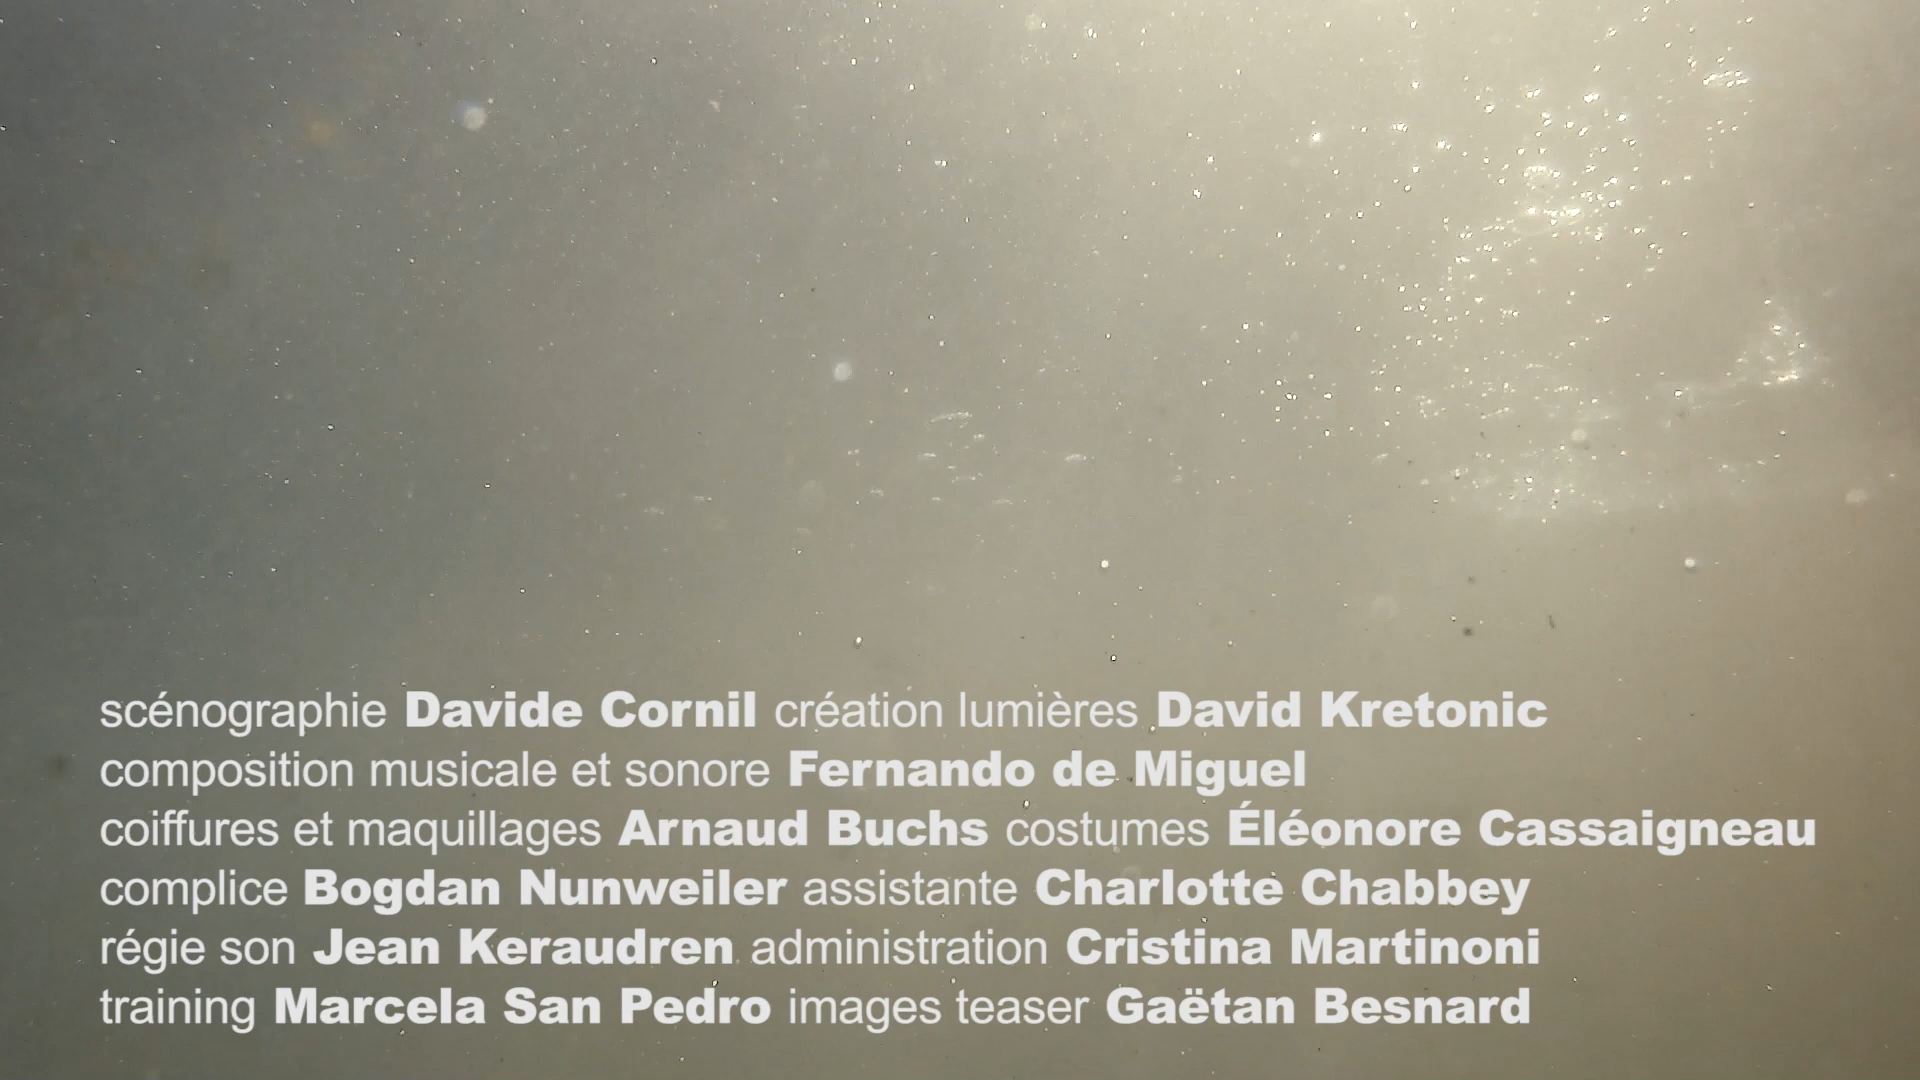 scénographie Davide Cornil création lumières David Kretonic
composition musicale et sonore Fernando de Miguel
coiffures et maquillages Arnaud Buchs costumes Éléonore Cassaigneau
complice Bogdan Nunweiler assistante Charlotte Chabbey
régie son Jean Keraudren administration Cristina Martinoni
training Marcela San Pedro images teaser Gaëtan Besnard